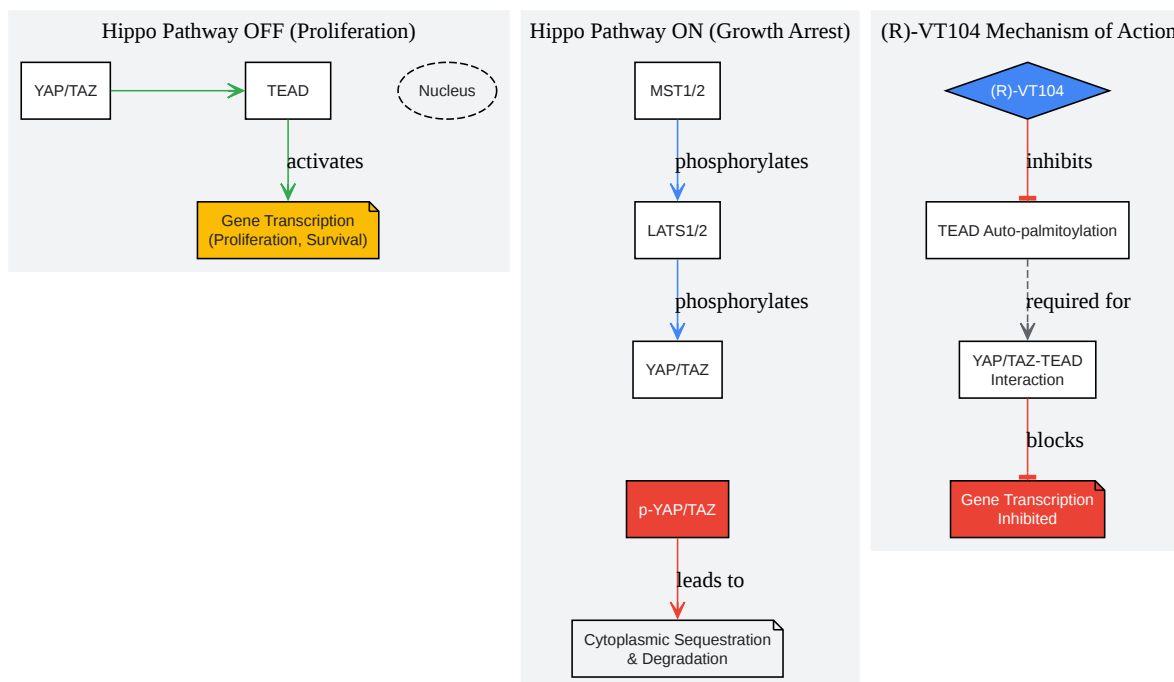 Hippo Pathway OFF (Proliferation)
YAP/TAZ
TEAD
Nucleus
activates
Gene Transcription
(Proliferation, Survival)
Hippo Pathway ON (Growth Arrest)
MST1/2
phosphorylates
LATS1/2
phosphorylates
YAP/TAZ
p-YAP/TAZ
leads to
Cytoplasmic Sequestration
& Degradation
(R)-VT104 Mechanism of Action
(R)-VT104
inhibits
TEAD Auto-palmitoylation
required for
YAP/TAZ-TEAD
Interaction
blocks
Gene Transcription
Inhibited